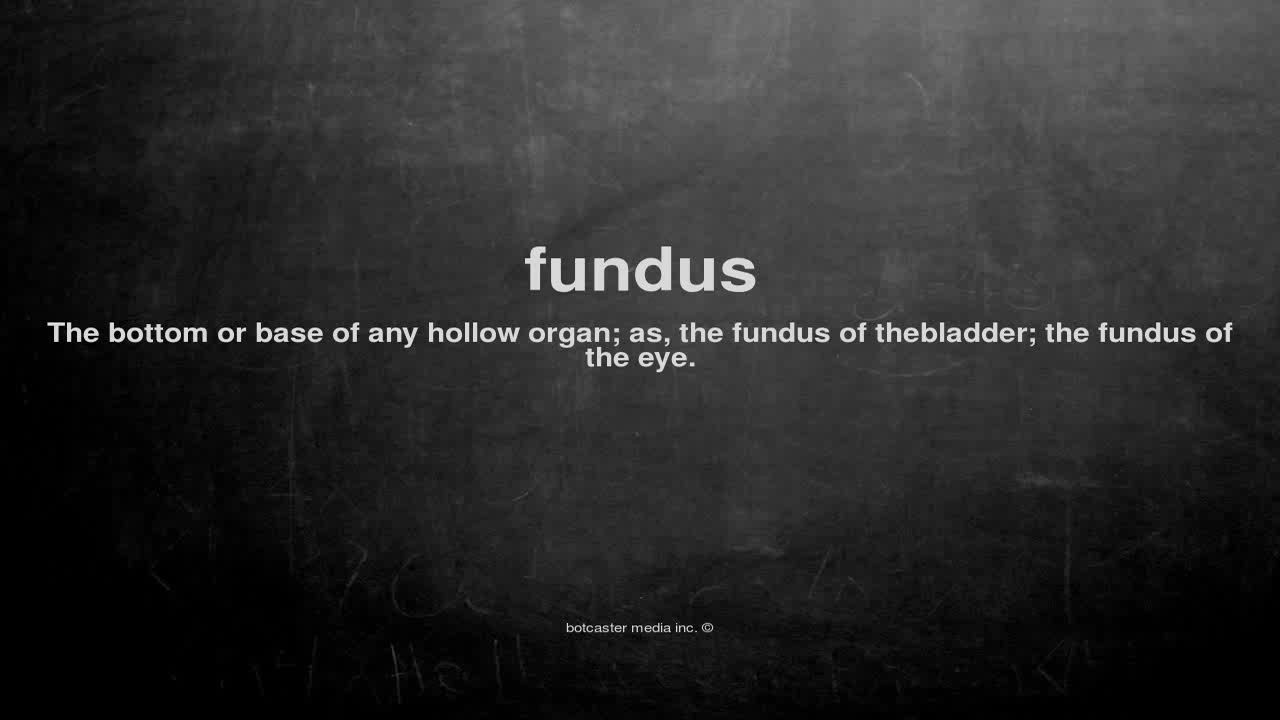 fundus
The bottom or base of any hollow organ; as, the fundus of thebladder; the fundus of
the eye.
botcaster media inc. ©